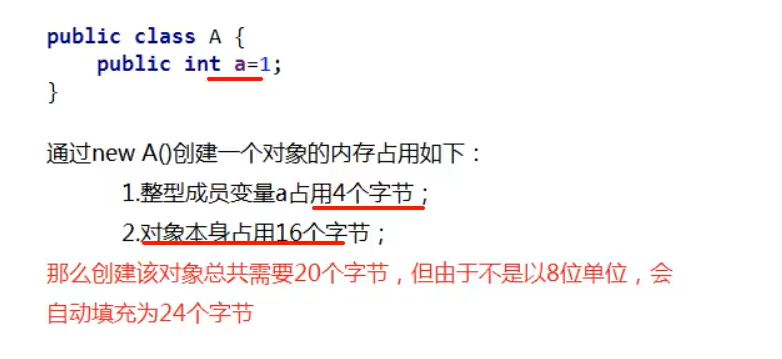 public class A {
    public int a=1;
}
通过new A()创建一个对象的内存占用如下：
1.整型成员变量a占用4个字节；
2.对象本身占用16个字节；
那么创建该对象总共需要20个字节，但由于不是以8位单位，会
自动填充为24个字节